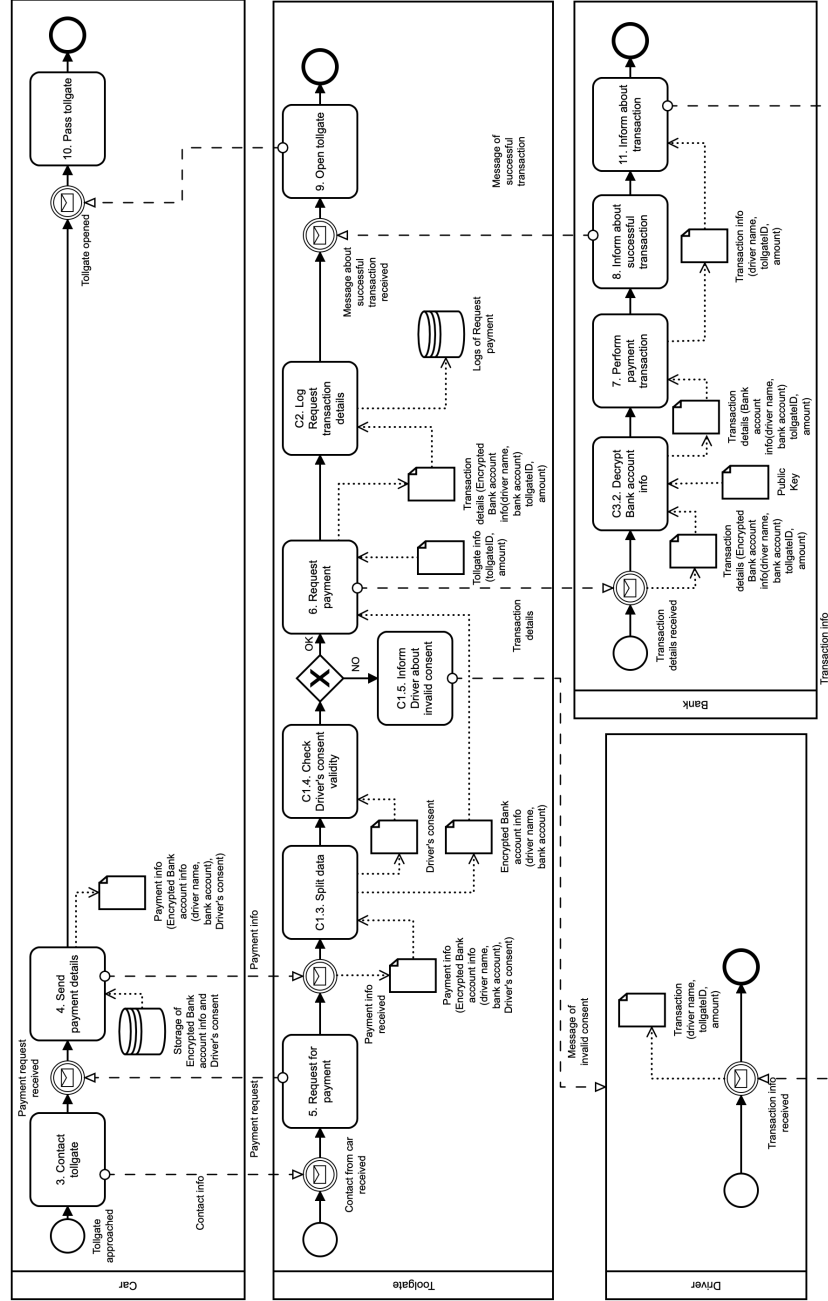 Car
Tollgate
approached
3. Contact
tollgate
Contact info
Payment request
received
4. Send
payment details
Storage of
Encrypted Bank
account info and
Driver's consent
Payment info
(Encrypted Bank
account info
(driver name,
bank account),
Driver's consent)
Tollgate opened
10. Pass tollgate
Payment request
Payment info
Toolgate
Contact from car
received
5. Request for
payment
Payment info
received
Payment info
(Encrypted Bank
account info
(driver name,
bank account),
Driver's consent)
C1.3. Split data
Driver's consent
Encrypted Bank
account info
(driver name,
bank account)
C1.4. Check
Driver's consent
validity
X
OK
NO
C1.5. Inform
Driver about
invalid consent
6. Request
payment
Tollgate info
(tollgateID,
amount)
Transaction
details (Encrypted
Bank account
info(driver name,
bank account)
tollgateID,
amount)
C2. Log
Request
transaction
details
Logs of Request
payment
Message about
successful
transaction
received
9. Open tollgate
Message of
invalid consent
Transaction
details
Message of
successful
transaction
Driver
Transaction info
received
Transaction
(driver name,
tollgateID,
amount)
Bank
Transaction
details received
Transaction
details (Encrypted
Bank account
info(driver name,
bank account)
tollgateID,
amount)
C3.2. Decrypt
Bank account
info
Public
Key
Transaction
details (Bank
account
info(driver name,
bank account)
tollgateID,
amount)
7. Perform
payment
transaction
8. Inform about
successful
transaction
Transaction info
(driver name,
tollgateID,
amount)
11. Inform about
transaction
Transaction info